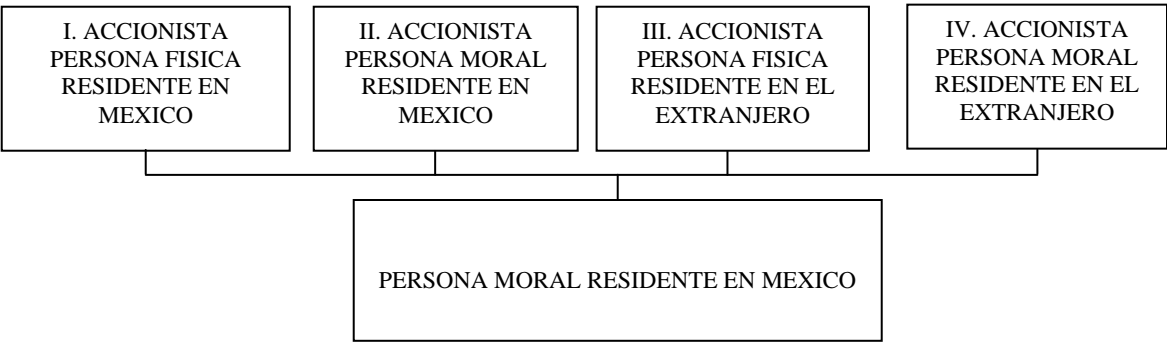 I. ACCIONISTA
PERSONA FISICA
RESIDENTE EN
MEXICO
II. ACCIONISTA
PERSONA MORAL
RESIDENTE EN
MEXICO
III. ACCIONISTA
PERSONA FISICA
RESIDENTE EN EL
EXTRANJERO
IV. ACCIONISTA
PERSONA MORAL
RESIDENTE EN EL
EXTRANJERO
PERSONA MORAL RESIDENTE EN MEXICO